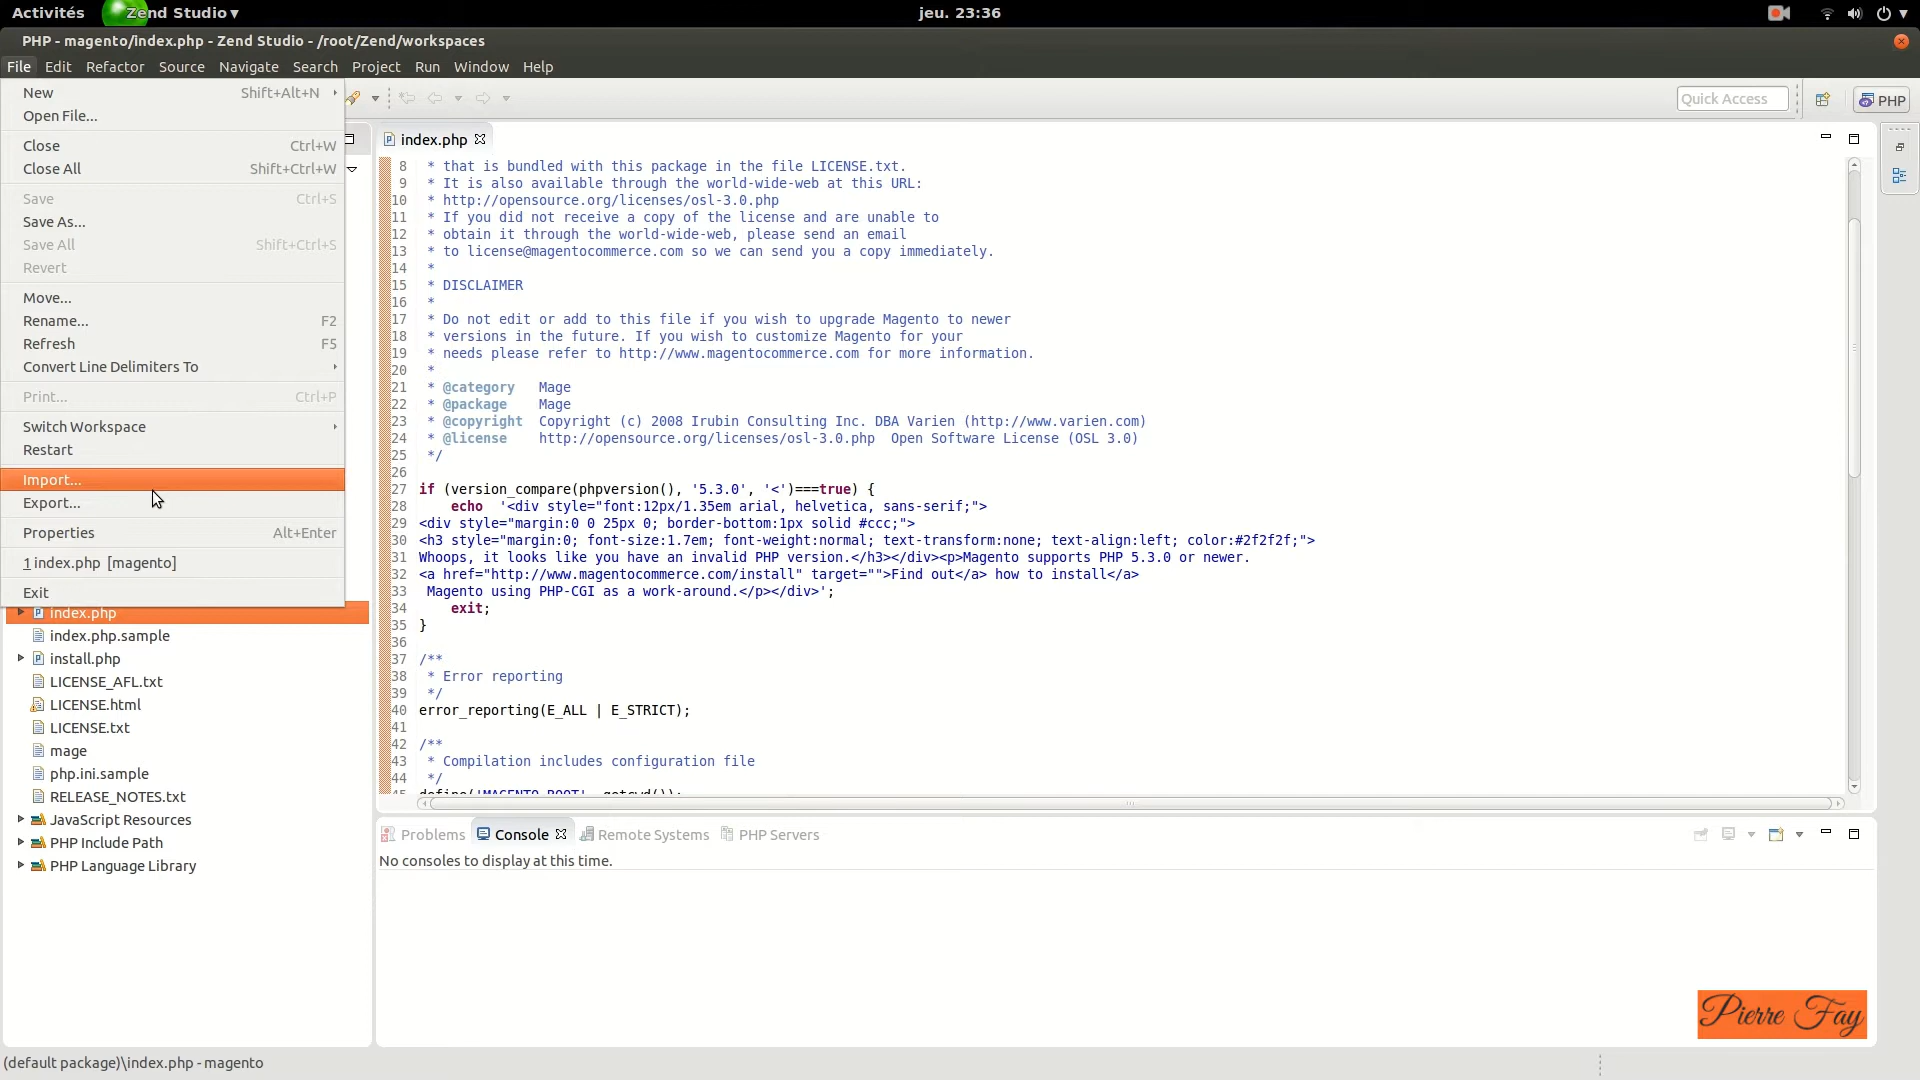 Activités Zend Studio ▾ jeu. 23:36
PHP - magento/index.php - Zend Studio - /root/Zend/workspaces
File Edit Refactor Source Navigate Search Project Run Window Help
New Shift+Alt+N
Open File...
Close Ctrl+W
Close All Shift+Ctrl+W
Save Ctrl+S
Save As...
Save All Shift+Ctrl+S
Revert
Move...
Rename... F2
Refresh F5
Convert Line Delimiters To
Print... Ctrl+P
Switch Workspace
Restart
Import...
Export...
Properties Alt+Enter
1 index.php [magento]
Exit
index.php
index.php.sample
install.php
LICENSE_AFL.txt
LICENSE.html
LICENSE.txt
mage
php.ini.sample
RELEASE_NOTES.txt
JavaScript Resources
PHP Include Path
PHP Language Library
Quick Access
PHP
index.php
8 * that is bundled with this package in the file LICENSE.txt.
9 * It is also available through the world-wide-web at this URL:
10 * http://opensource.org/licenses/osl-3.0.php
11 * If you did not receive a copy of the license and are unable to
12 * obtain it through the world-wide-web, please send an email
13 * to license@magentocommerce.com so we can send you a copy immediately.
14 *
15 * DISCLAIMER
16 *
17 * Do not edit or add to this file if you wish to upgrade Magento to newer
18 * versions in the future. If you wish to customize Magento for your
19 * needs please refer to http://www.magentocommerce.com for more information.
20 *
21 * @category Mage
22 * @package Mage
23 * @copyright Copyright (c) 2008 Irubin Consulting Inc. DBA Varien (http://www.varien.com)
24 * @license http://opensource.org/licenses/osl-3.0.php Open Software License (OSL 3.0)
25 */
26
27 if (version_compare(phpversion(), '5.3.0', '<')===true) {
28 echo '<div style="font:12px/1.35em arial, helvetica, sans-serif;">
29 <div style="margin:0 0 25px 0; border-bottom:1px solid #ccc;">
30 <h3 style="margin:0; font-size:1.7em; font-weight:normal; text-transform:none; text-align:left; color:#2f2f2f;">
31 Whoops, it looks like you have an invalid PHP version.</h3></div><p>Magento supports PHP 5.3.0 or newer.
32 <a href="http://www.magentocommerce.com/install" target="">Find out</a> how to install</a>
33 Magento using PHP-CGI as a work-around.</p></div>';
34 exit;
35 }
36
37 /**
38 * Error reporting
39 */
40 error_reporting(E_ALL | E_STRICT);
41
42 /**
43 * Compilation includes configuration file
44 */
45 define('MAGENTO_ROOT', getcwd());
Problems Console Remote Systems PHP Servers
No consoles to display at this time.
Pierre Fay
(default package)\index.php - magento